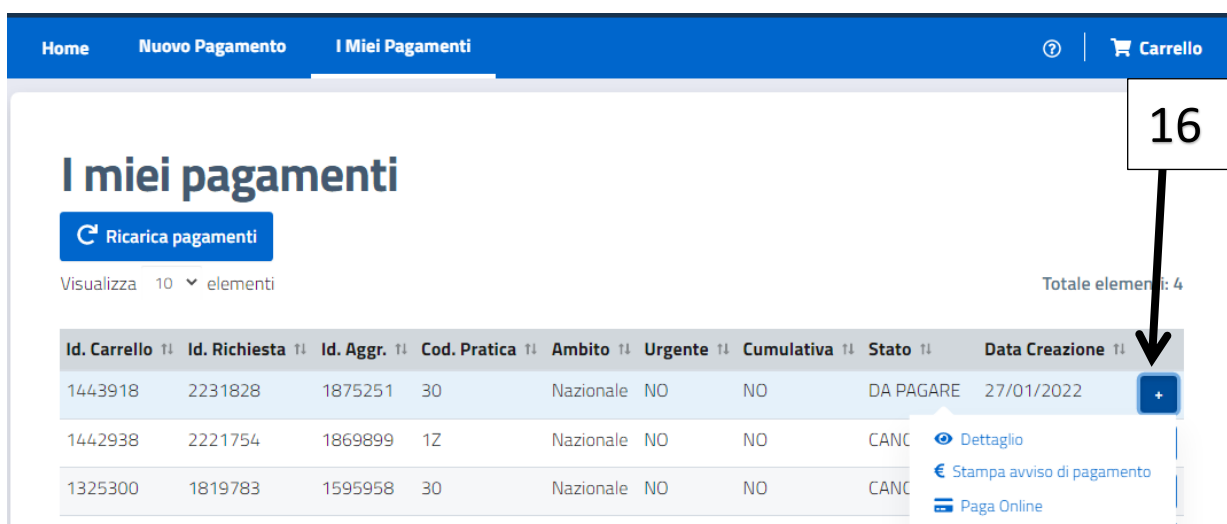 Home Nuovo Pagamento I Miei Pagamenti Carrello
16
I miei pagamenti
Ricarica pagamenti
Visualizza 10 elementi Totale elementi: 4
Id. Carrello Id. Richiesta Id. Aggr. Cod. Pratica Ambito Urgente Cumulativa Stato Data Creazione
1443918 2231828 1875251 30 Nazionale NO NO DA PAGARE 27/01/2022 +
1442938 2221754 1869899 1Z Nazionale NO NO CANC
Dettaglio
€ Stampa avviso di pagamento
1325300 1819783 1595958 30 Nazionale NO NO CANC
Paga Online